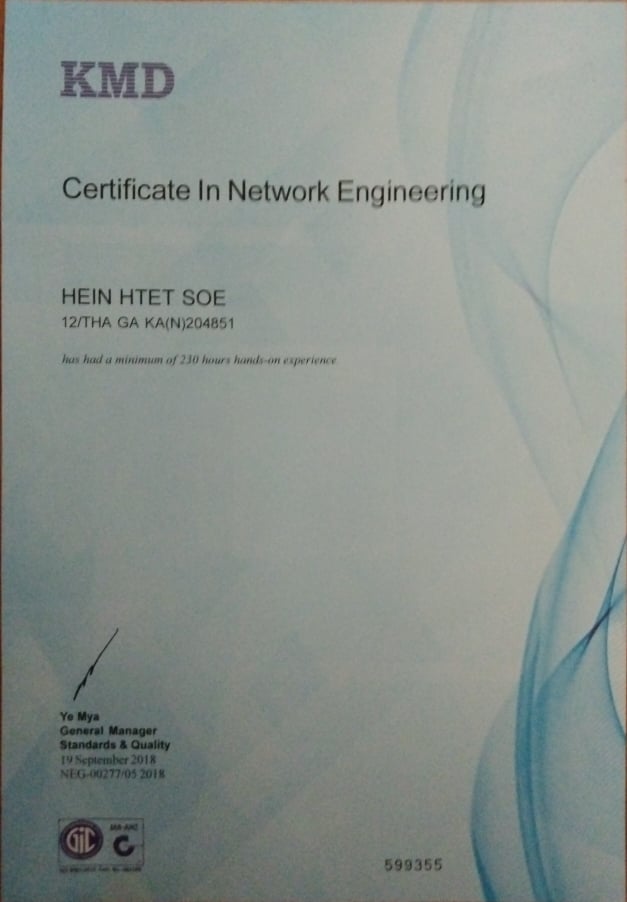 KMD
Certificate In Network Engineering
HEIN HTET SOE
12/THA GA KA(N)204851
has had a minimum of 230 hours hands-on experience.
Ye Mya
General Manager
Standards & Quality
19 September 2018
NEG-00277/05 2018
GIC
599355